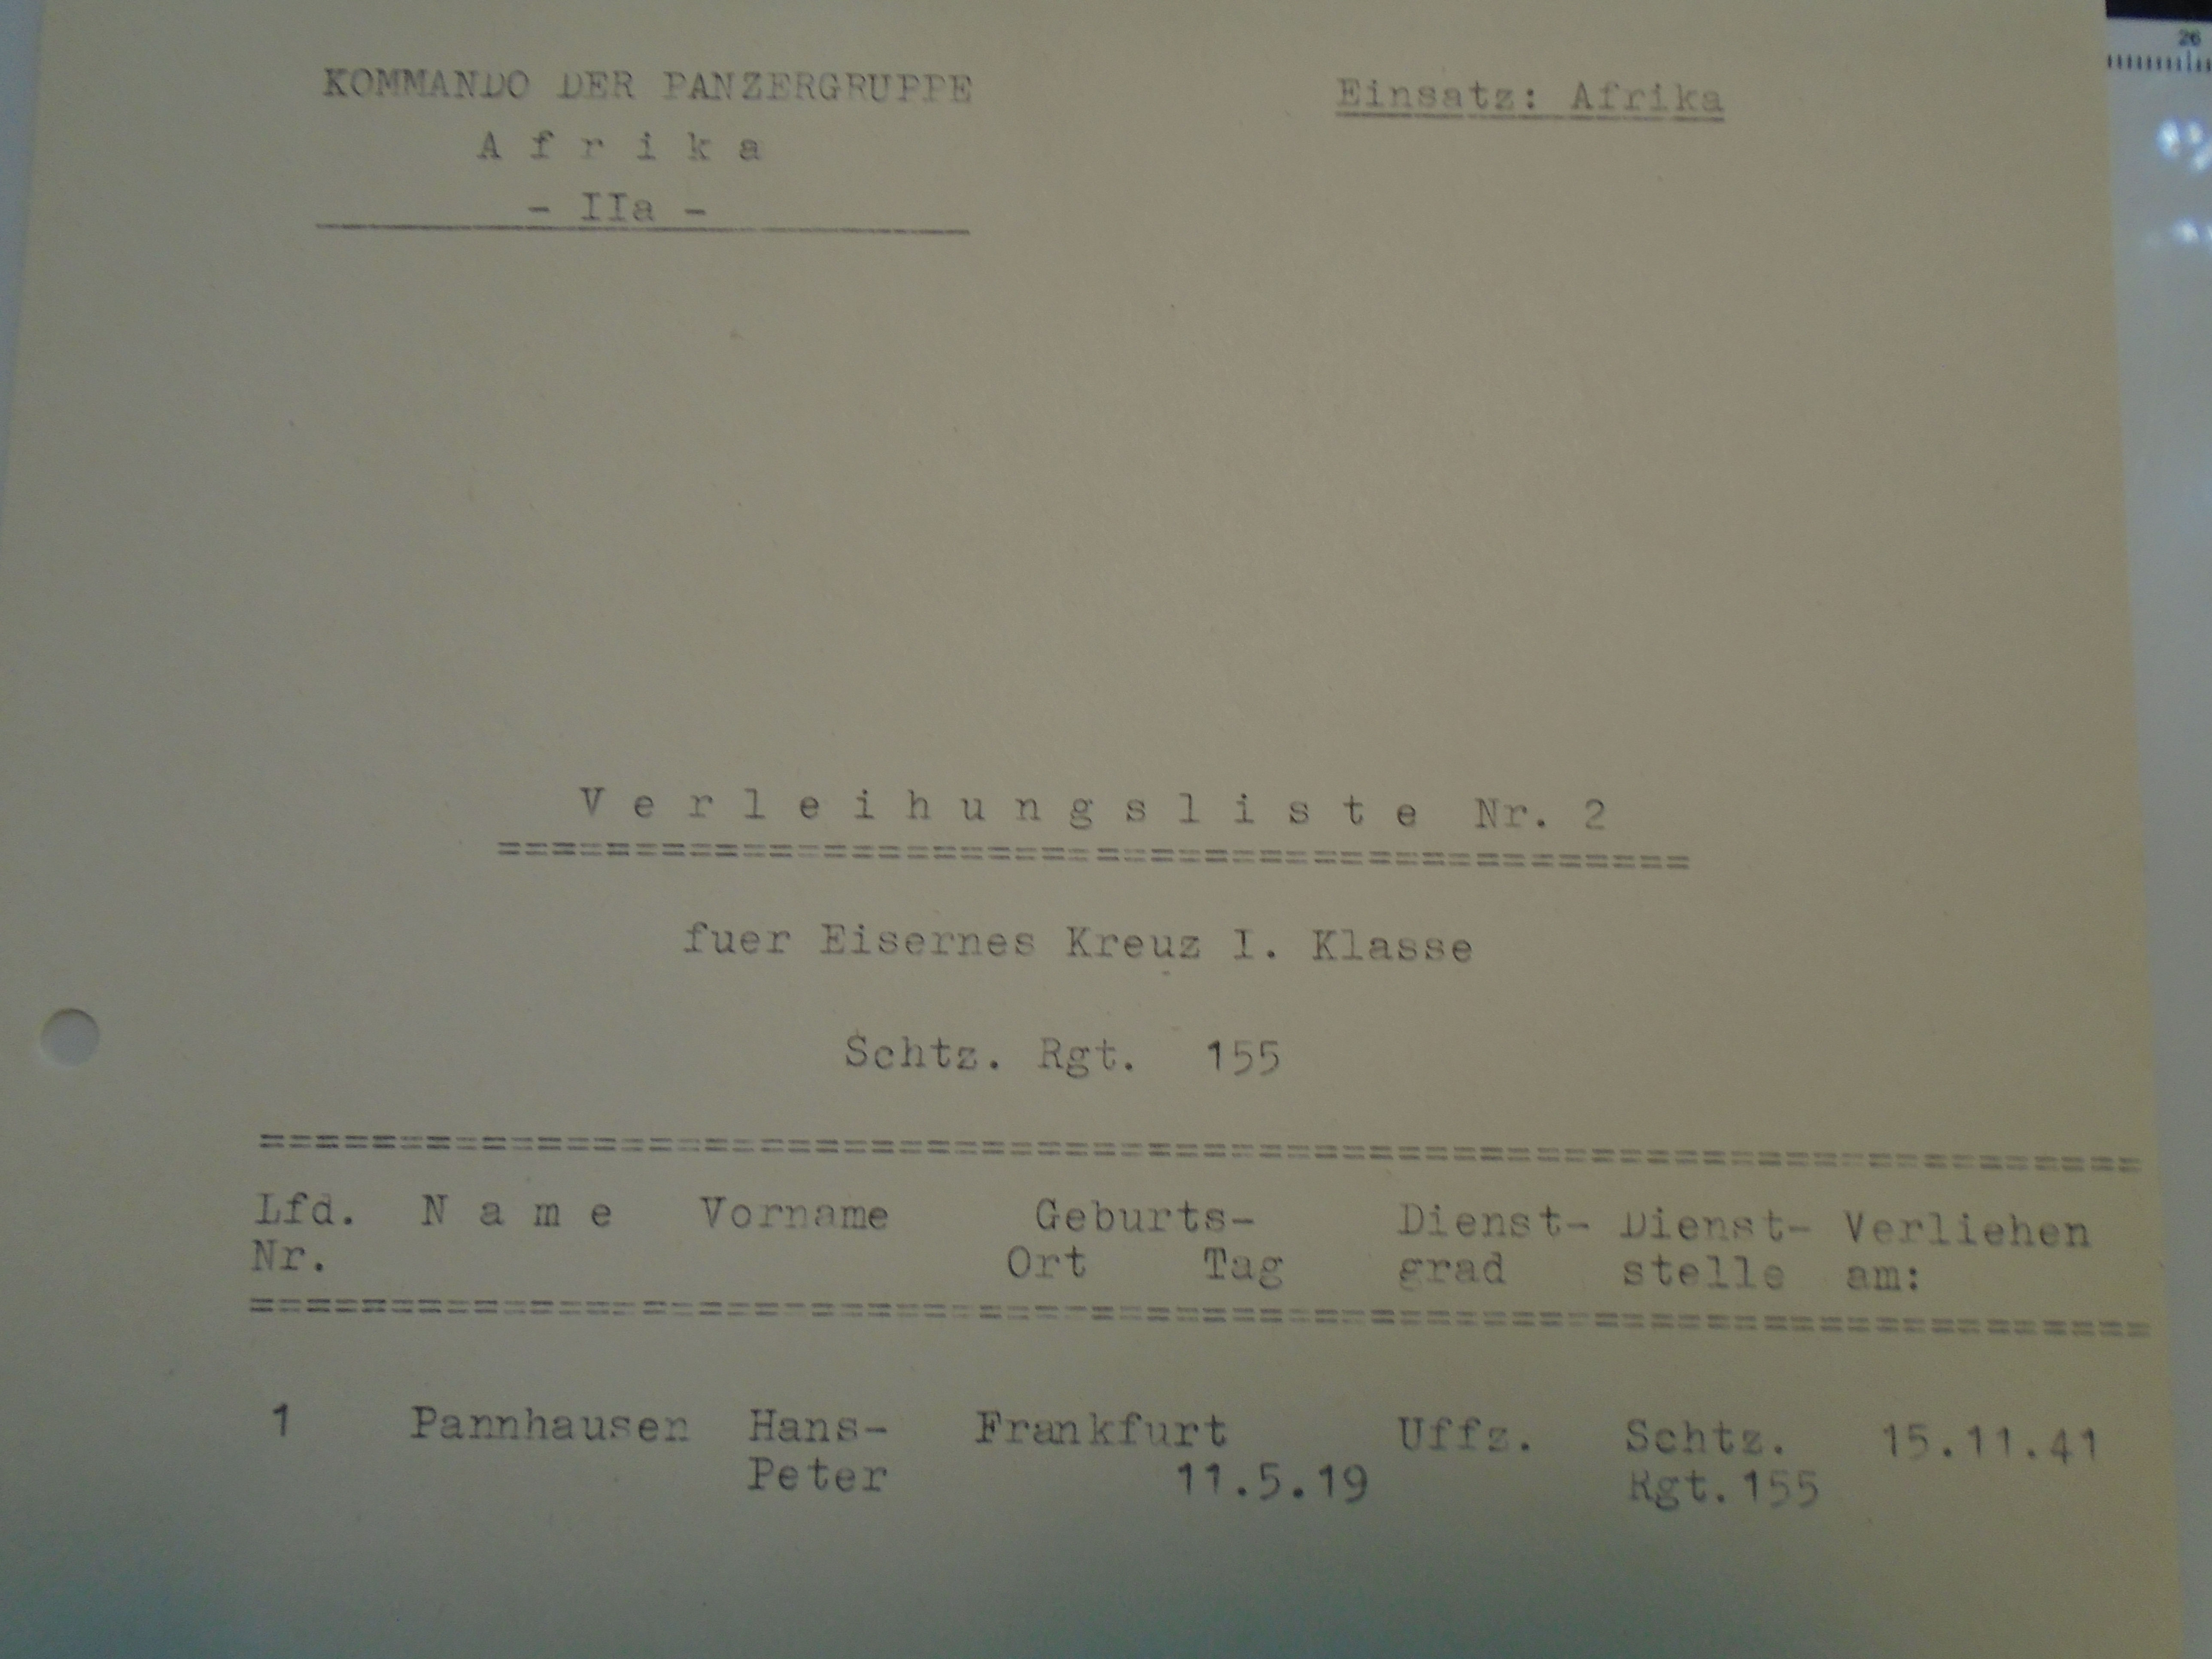 KOMMANDO DER PANZERGRUPPE
A f r i k a
- IIa -
Einsatz: Afrika
V e r l e i h u n g s l i s t e Nr. 2
fuer Eisernes Kreuz I. Klasse
Schtz. Rgt. 155
Lfd. N a m e Vorname Geburts- Dienst- Dienst- Verliehen
Nr. Ort Tag grad stelle am:
1 Pannhausen Hans- Frankfurt Uffz. Schtz. 15.11.41
Peter 11.5.19 Rgt.155
26